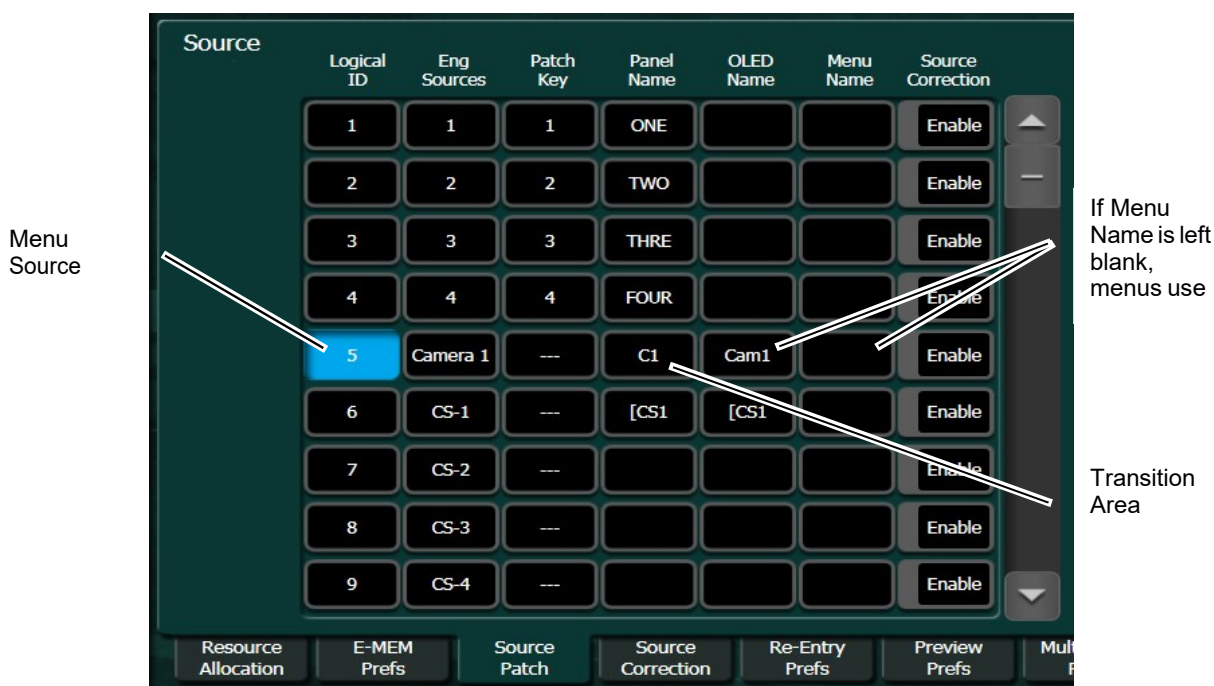 Source
Logical ID Eng Sources Patch Key Panel Name OLED Name Menu Name Source Correction
1 1 1 ONE Enable
2 2 2 TWO Enable
3 3 3 THRE Enable
4 4 4 FOUR Enable
5 Camera 1 --- C1 Cam1 Enable
6 CS-1 --- [CS1 [CS1 Enable
7 CS-2 --- Enable
8 CS-3 --- Enable
9 CS-4 --- Enable
Resource Allocation E-MEM Prefs Source Patch Source Correction Re-Entry Prefs Preview Prefs
Menu
Source
If Menu
Name is left
blank,
menus use
Transition
Area